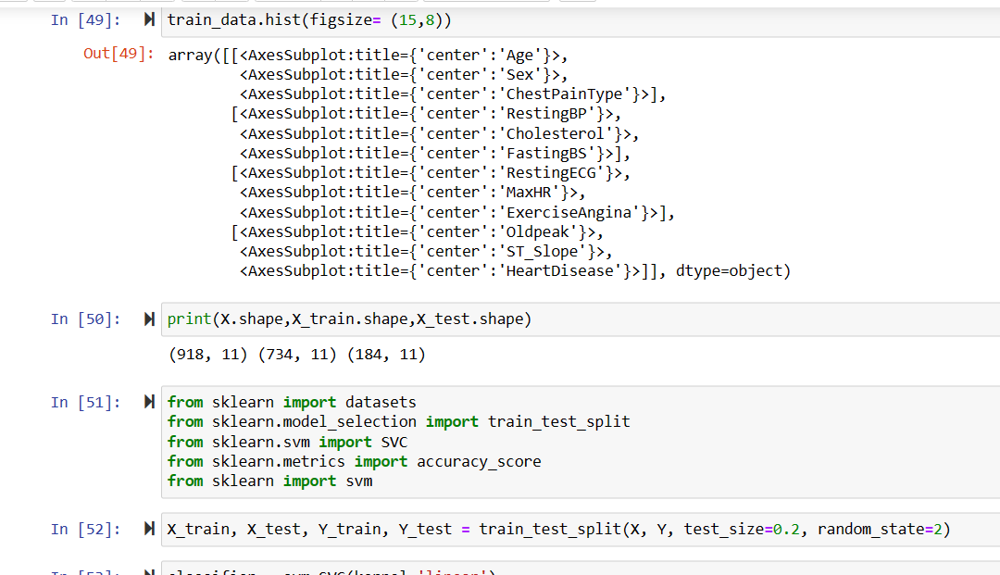 In [49]: train_data.hist(figsize= (15,8))
Out[49]: array([[<AxesSubplot:title={'center':'Age'}>,
<AxesSubplot:title={'center':'Sex'}>,
<AxesSubplot:title={'center':'ChestPainType'}>],
[<AxesSubplot:title={'center':'RestingBP'}>,
<AxesSubplot:title={'center':'Cholesterol'}>,
<AxesSubplot:title={'center':'FastingBS'}>],
[<AxesSubplot:title={'center':'RestingECG'}>,
<AxesSubplot:title={'center':'MaxHR'}>,
<AxesSubplot:title={'center':'ExerciseAngina'}>],
[<AxesSubplot:title={'center':'Oldpeak'}>,
<AxesSubplot:title={'center':'ST_Slope'}>,
<AxesSubplot:title={'center':'HeartDisease'}>]], dtype=object)
In [50]: print(X.shape,X_train.shape,X_test.shape)
(918, 11) (734, 11) (184, 11)
In [51]: from sklearn import datasets
from sklearn.model_selection import train_test_split
from sklearn.svm import SVC
from sklearn.metrics import accuracy_score
from sklearn import svm
In [52]: X_train, X_test, Y_train, Y_test = train_test_split(X, Y, test_size=0.2, random_state=2)